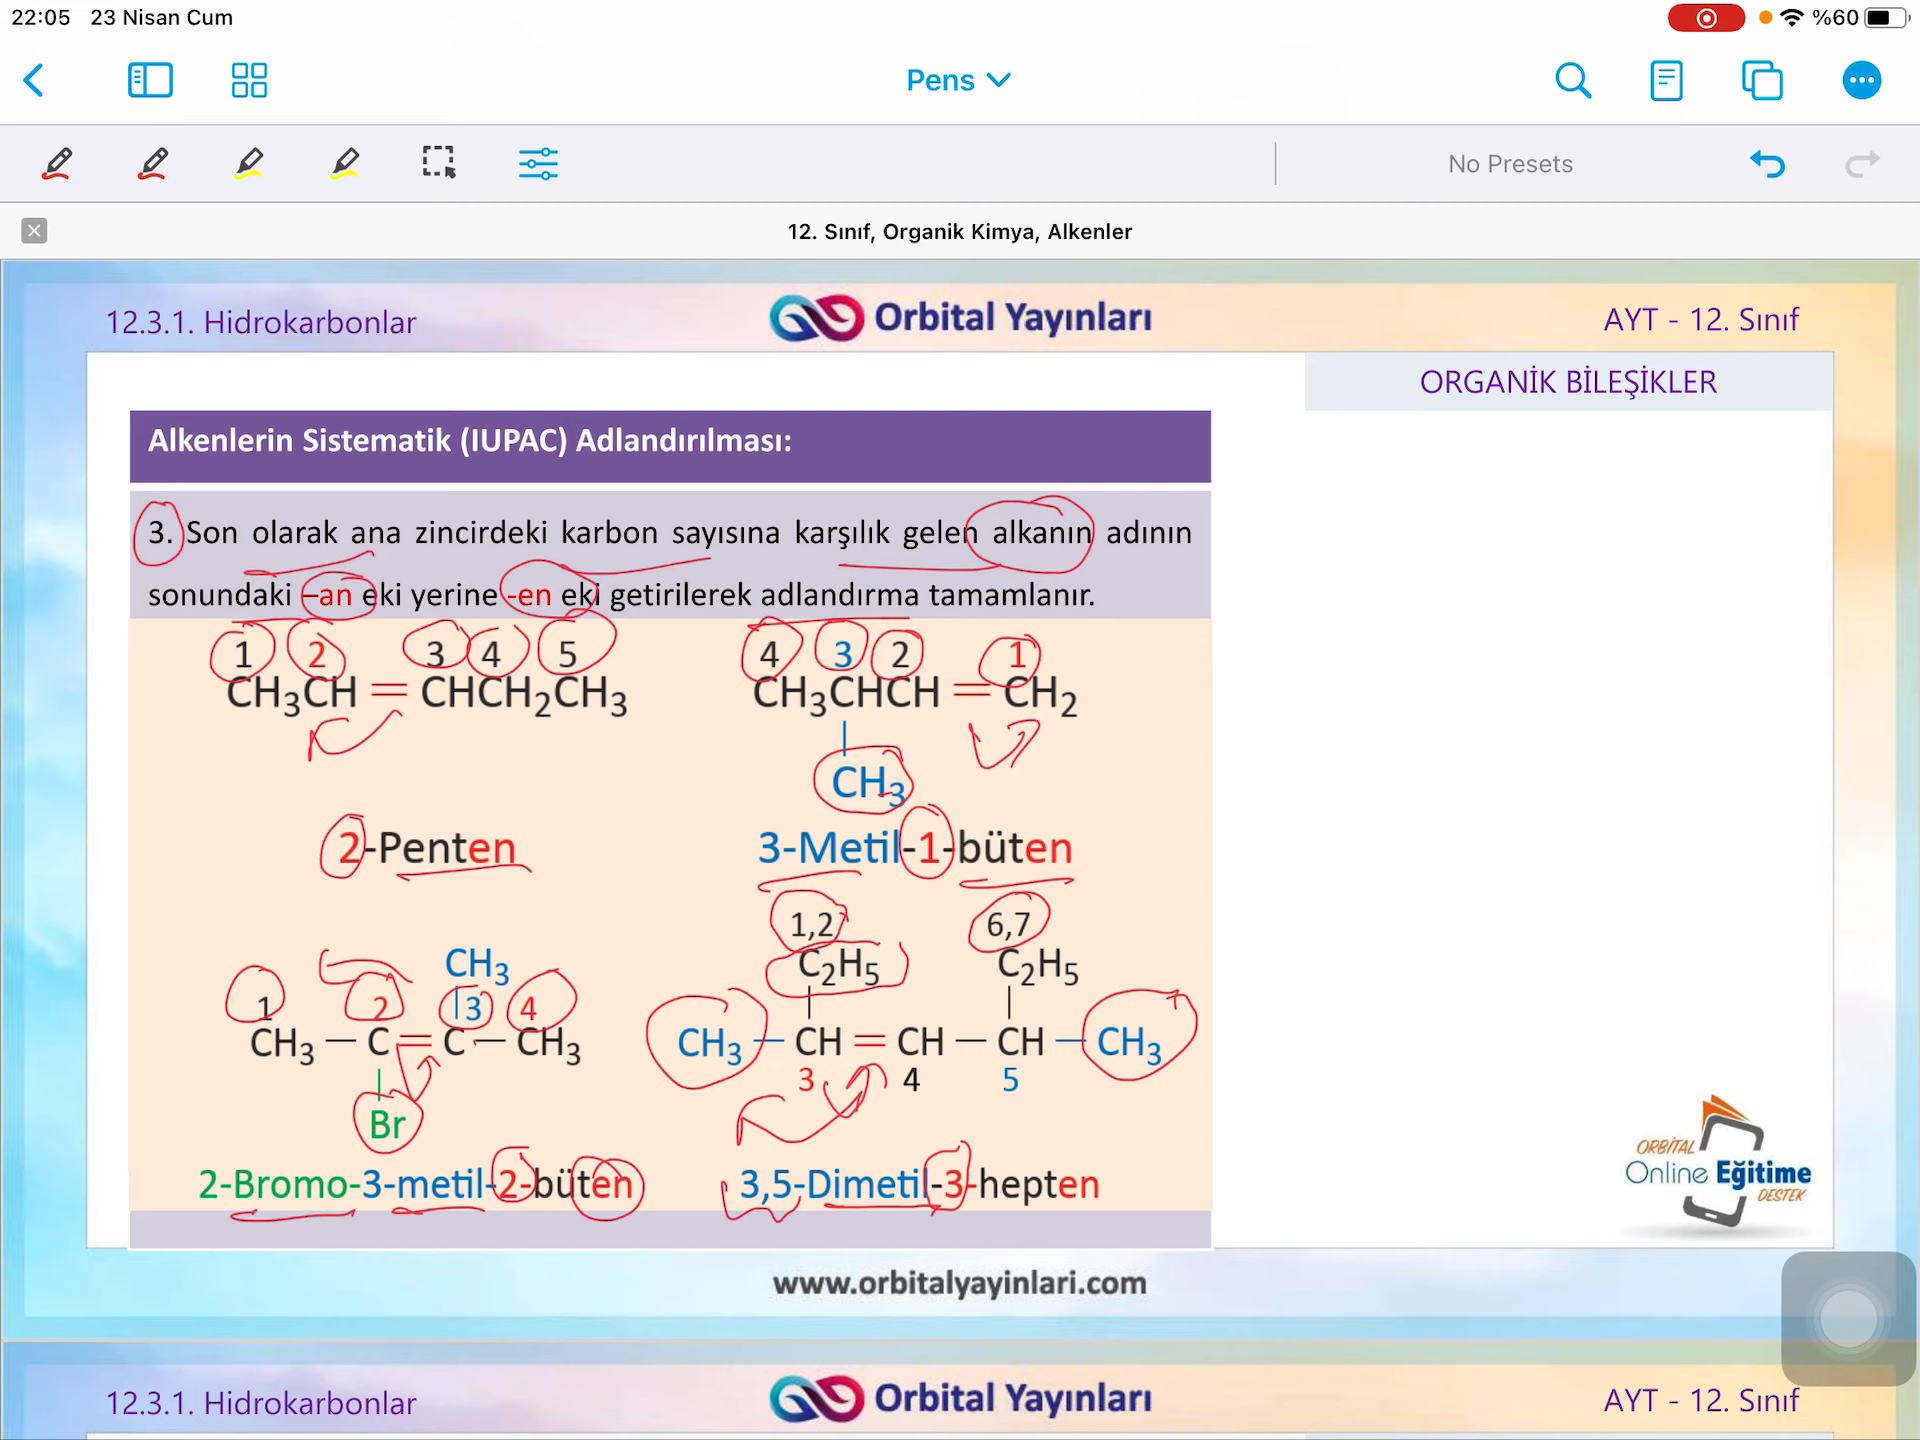 22:05 23 Nisan Cum
%60
Pens
No Presets
12. Sınıf, Organik Kimya, Alkenler
12.3.1. Hidrokarbonlar
Orbital Yayınları
AYT - 12. Sınıf
ORGANİK BİLEŞİKLER
Alkenlerin Sistematik (IUPAC) Adlandırılması:
3. Son olarak ana zincirdeki karbon sayısına karşılık gelen alkanın adının
sonundaki –an eki yerine -en eki getirilerek adlandırma tamamlanır.
1 2 3 4 5
CH₃CH = CHCH₂CH₃
4 3 2 1
CH₃CHCH = CH₂
CH₃
2-Penten
3-Metil-1-büten
CH₃
1 2 3 4
CH₃ — C = C — CH₃
Br
2-Bromo-3-metil-2-büten
1,2 6,7
C₂H₅ C₂H₅
CH₃ — CH = CH — CH — CH₃
3 4 5
3,5-Dimetil-3-hepten
ORBİTAL
Online Eğitime
DESTEK
www.orbitalyayinlari.com
12.3.1. Hidrokarbonlar
Orbital Yayınları
AYT - 12. Sınıf